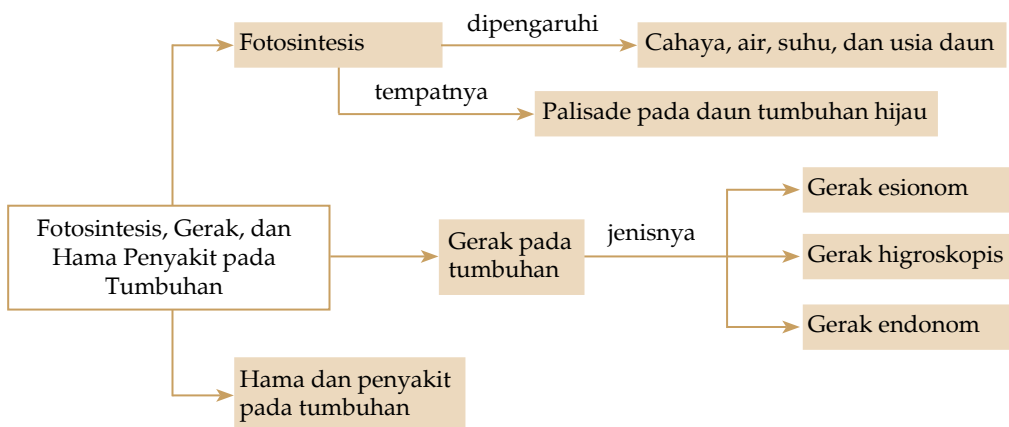 Fotosintesis
dipengaruhi
Cahaya, air, suhu, dan usia daun
tempatnya
Palisade pada daun tumbuhan hijau
Fotosintesis, Gerak, dan
Hama Penyakit pada
Tumbuhan
Gerak pada
tumbuhan
jenisnya
Gerak esionom
Gerak higroskopis
Gerak endonom
Hama dan penyakit
pada tumbuhan